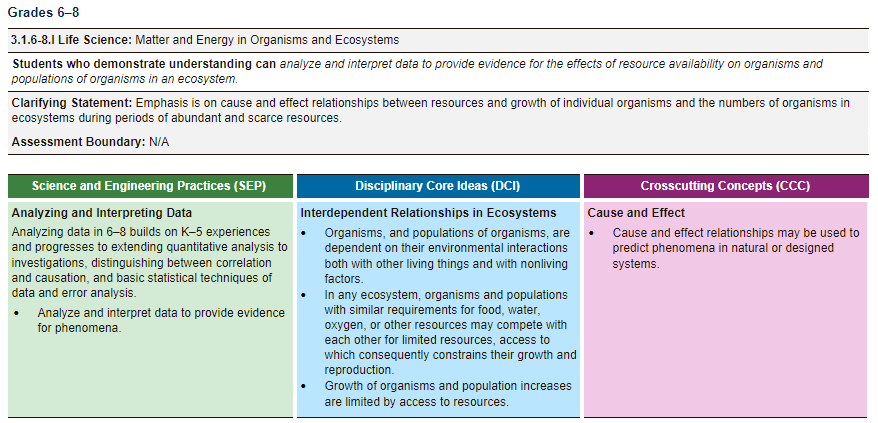 Grades 6–8
3.1.6-8.I Life Science: Matter and Energy in Organisms and Ecosystems
Students who demonstrate understanding can analyze and interpret data to provide evidence for the effects of resource availability on organisms and
populations of organisms in an ecosystem.
Clarifying Statement: Emphasis is on cause and effect relationships between resources and growth of individual organisms and the numbers of organisms in
ecosystems during periods of abundant and scarce resources.
Assessment Boundary: N/A
Science and Engineering Practices (SEP)
Analyzing and Interpreting Data
Analyzing data in 6–8 builds on K–5 experiences
and progresses to extending quantitative analysis to
investigations, distinguishing between correlation
and causation, and basic statistical techniques of
data and error analysis.
• Analyze and interpret data to provide evidence
for phenomena.
Disciplinary Core Ideas (DCI)
Interdependent Relationships in Ecosystems
• Organisms, and populations of organisms, are
dependent on their environmental interactions
both with other living things and with nonliving
factors.
• In any ecosystem, organisms and populations
with similar requirements for food, water,
oxygen, or other resources may compete with
each other for limited resources, access to
which consequently constrains their growth and
reproduction.
• Growth of organisms and population increases
are limited by access to resources.
Crosscutting Concepts (CCC)
Cause and Effect
• Cause and effect relationships may be used to
predict phenomena in natural or designed
systems.